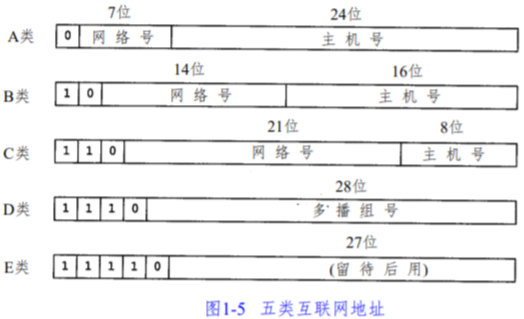 7位 24位
A类 0 网络号 主机号
14位 16位
B类 1 0 网络号 主机号
21位 8位
C类 1 1 0 网络号 主机号
28位
D类 1 1 1 0 多播组号
27位
E类 1 1 1 1 0 (留待后用)
图1-5 五类互联网地址